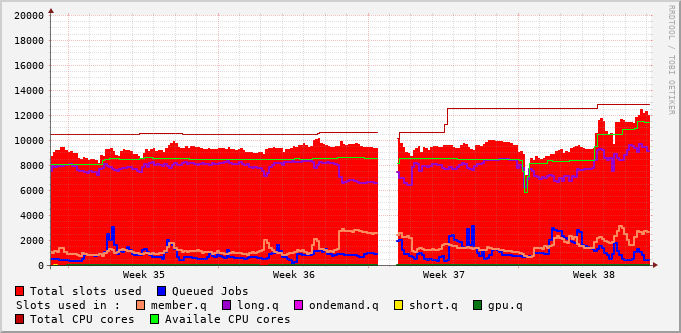 20000
18000
16000
14000
12000
10000
8000
6000
4000
2000
0
Week 35 Week 36 Week 37 Week 38
Total slots used Queued Jobs
Slots used in : member.q long.q ondemand.q short.q gpu.q
Total CPU cores Availale CPU cores
RRDTOOL / TOBI OETIKER